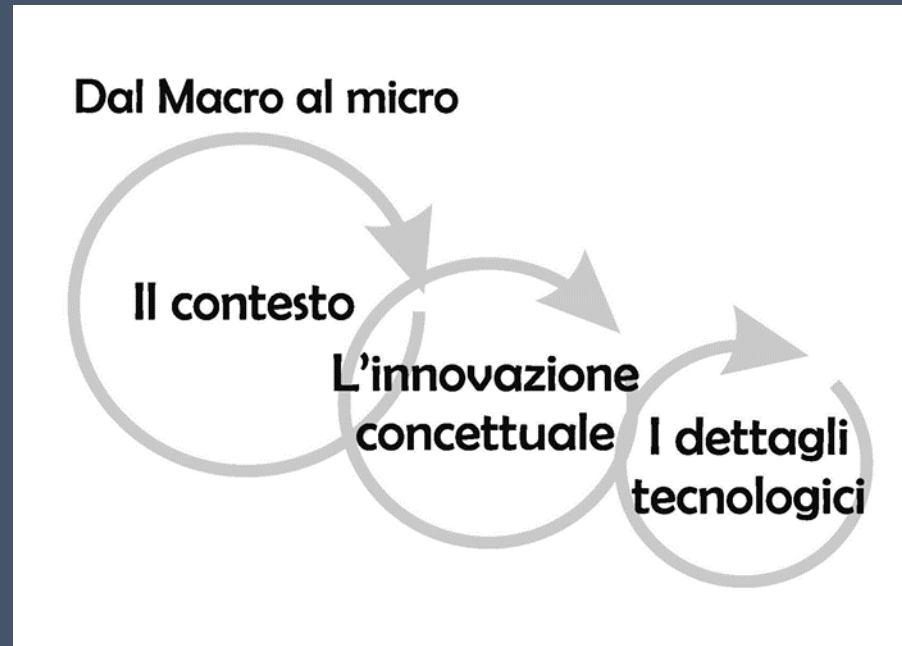 Dal Macro al micro
Il contesto
L’innovazione
concettuale
I dettagli
tecnologici